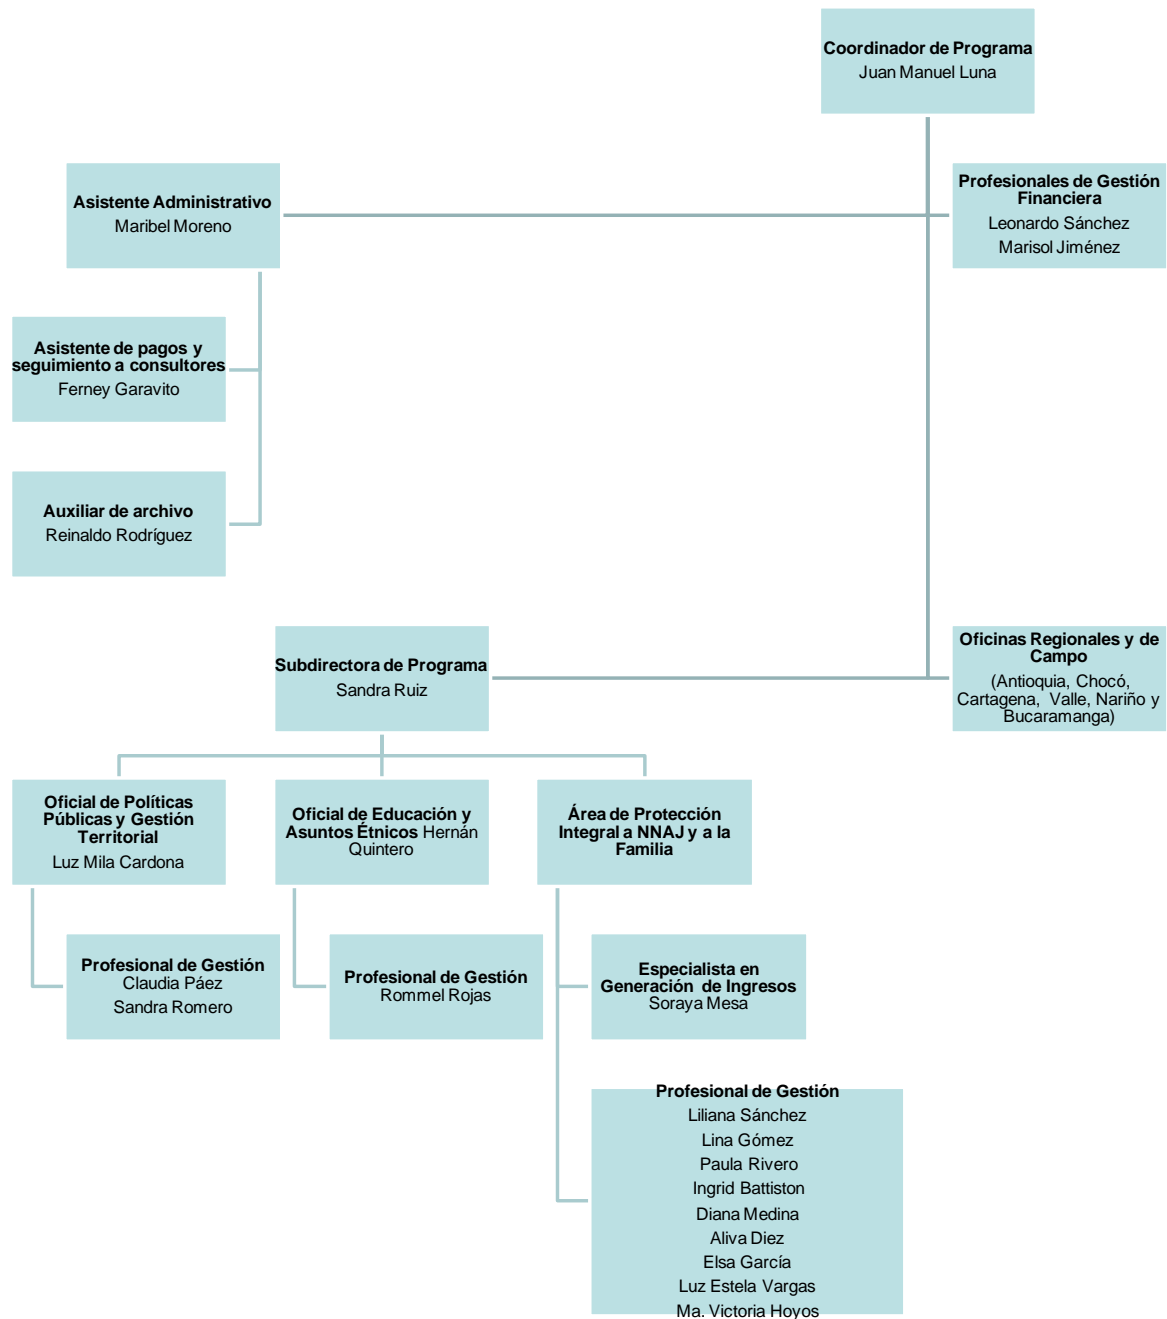 Coordinador de Programa
Juan Manuel Luna
Asistente Administrativo
Maribel Moreno
Profesionales de Gestión
Financiera
Leonardo Sánchez
Marisol Jiménez
Asistente de pagos y
seguimiento a consultores
Ferney Garavito
Auxiliar de archivo
Reinaldo Rodríguez
Subdirectora de Programa
Sandra Ruiz
Oficinas Regionales y de
Campo
(Antioquia, Chocó,
Cartagena, Valle, Nariño y
Bucaramanga)
Oficial de Políticas
Públicas y Gestión
Territorial
Luz Mila Cardona
Oficial de Educación y
Asuntos Étnicos Hernán
Quintero
Área de Protección
Integral a NNAJ y a la
Familia
Profesional de Gestión
Claudia Páez
Sandra Romero
Profesional de Gestión
Rommel Rojas
Especialista en
Generación de Ingresos
Soraya Mesa
Profesional de Gestión
Liliana Sánchez
Lina Gómez
Paula Rivero
Ingrid Battiston
Diana Medina
Aliva Diez
Elsa García
Luz Estela Vargas
Ma. Victoria Hoyos